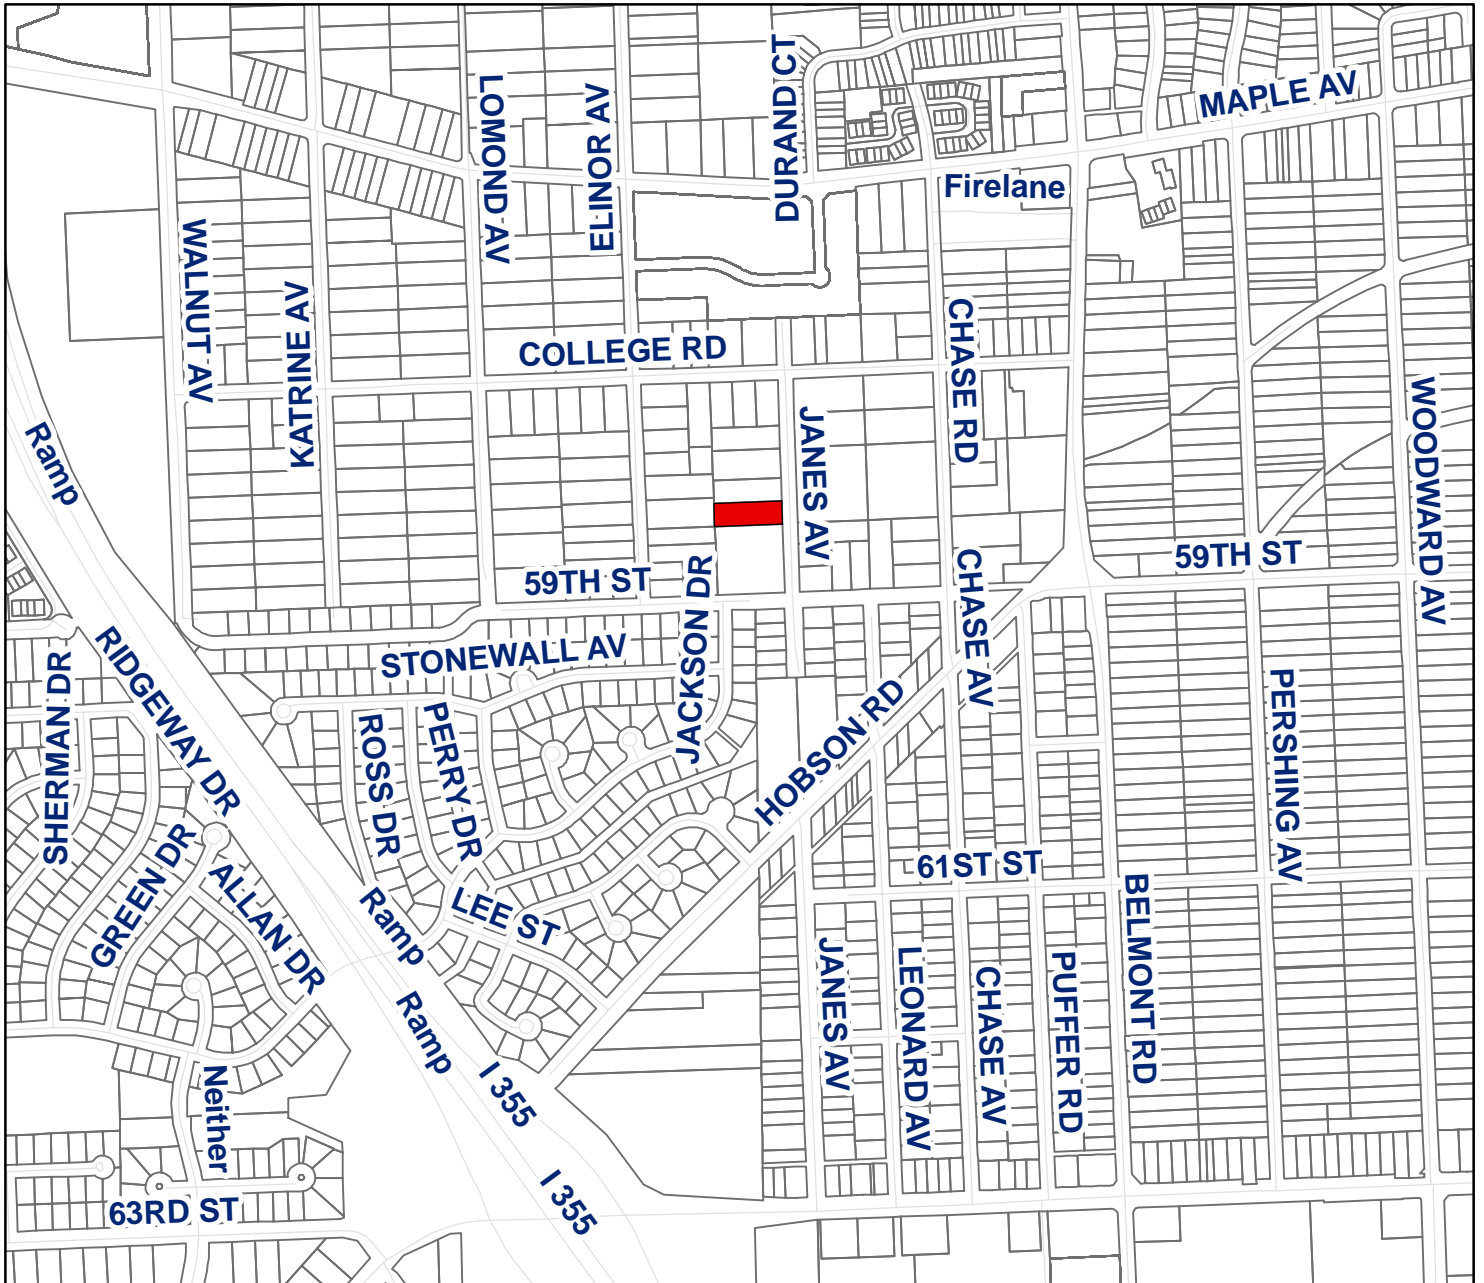 DURAND CT
LOMOND AV
ELINOR AV
MAPLE AV
Firelane
WALNUT AV
KATRINE AV
CHASE RD
COLLEGE RD
JANES AV
WOODWARD AV
Ramp
59TH ST
59TH ST
JACKSON DR
CHASE AV
STONEWALL AV
RIDGEWAY DR
SHERMAN DR
HOBSON RD
PERSHING AV
ROSS DR
PERRY DR
GREEN DR
ALLAN DR
61ST ST
LEE ST
Ramp
BELMONT RD
JANES AV
LEONARD AV
CHASE AV
PUFFER RD
Ramp
I 355
Neither
I 355
63RD ST